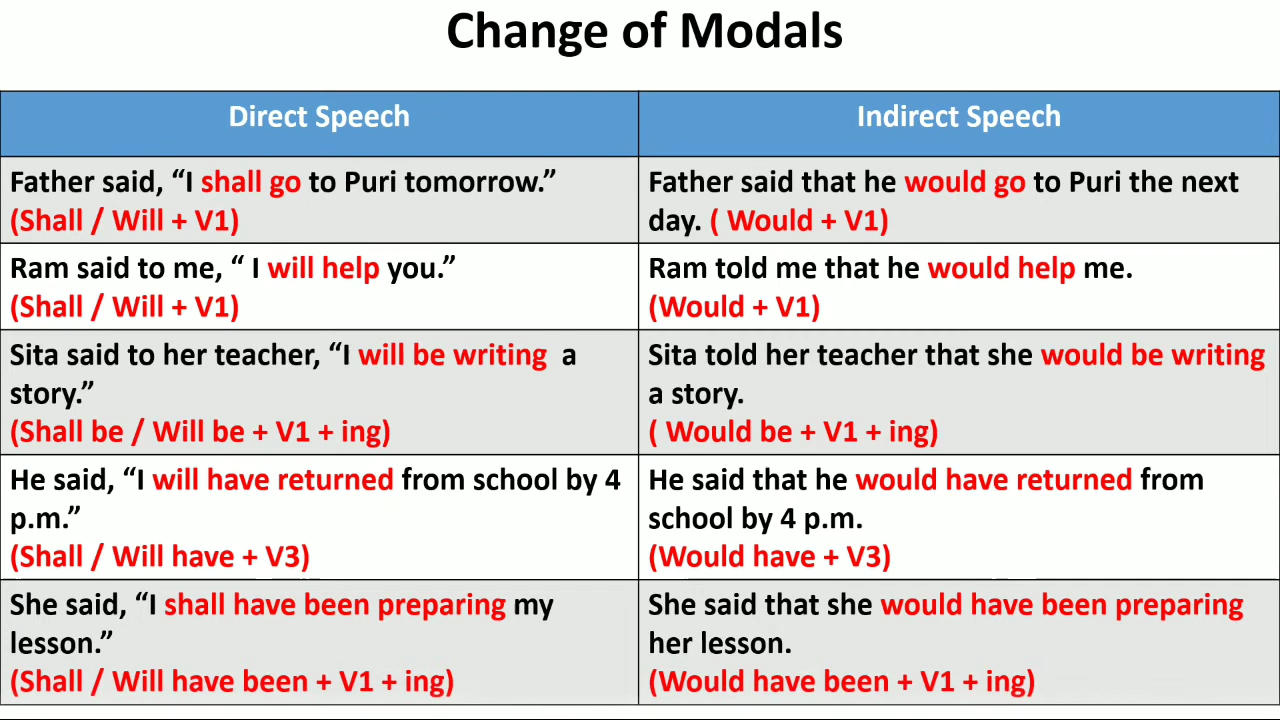 Change of Modals
Direct Speech
Indirect Speech
Father said, “I shall go to Puri tomorrow.”
(Shall / Will + V1)
Father said that he would go to Puri the next
day. ( Would + V1)
Ram said to me, “ I will help you.”
(Shall / Will + V1)
Ram told me that he would help me.
(Would + V1)
Sita said to her teacher, “I will be writing a
story.”
(Shall be / Will be + V1 + ing)
Sita told her teacher that she would be writing
a story.
( Would be + V1 + ing)
He said, “I will have returned from school by 4
p.m.”
(Shall / Will have + V3)
He said that he would have returned from
school by 4 p.m.
(Would have + V3)
She said, “I shall have been preparing my
lesson.”
(Shall / Will have been + V1 + ing)
She said that she would have been preparing
her lesson.
(Would have been + V1 + ing)